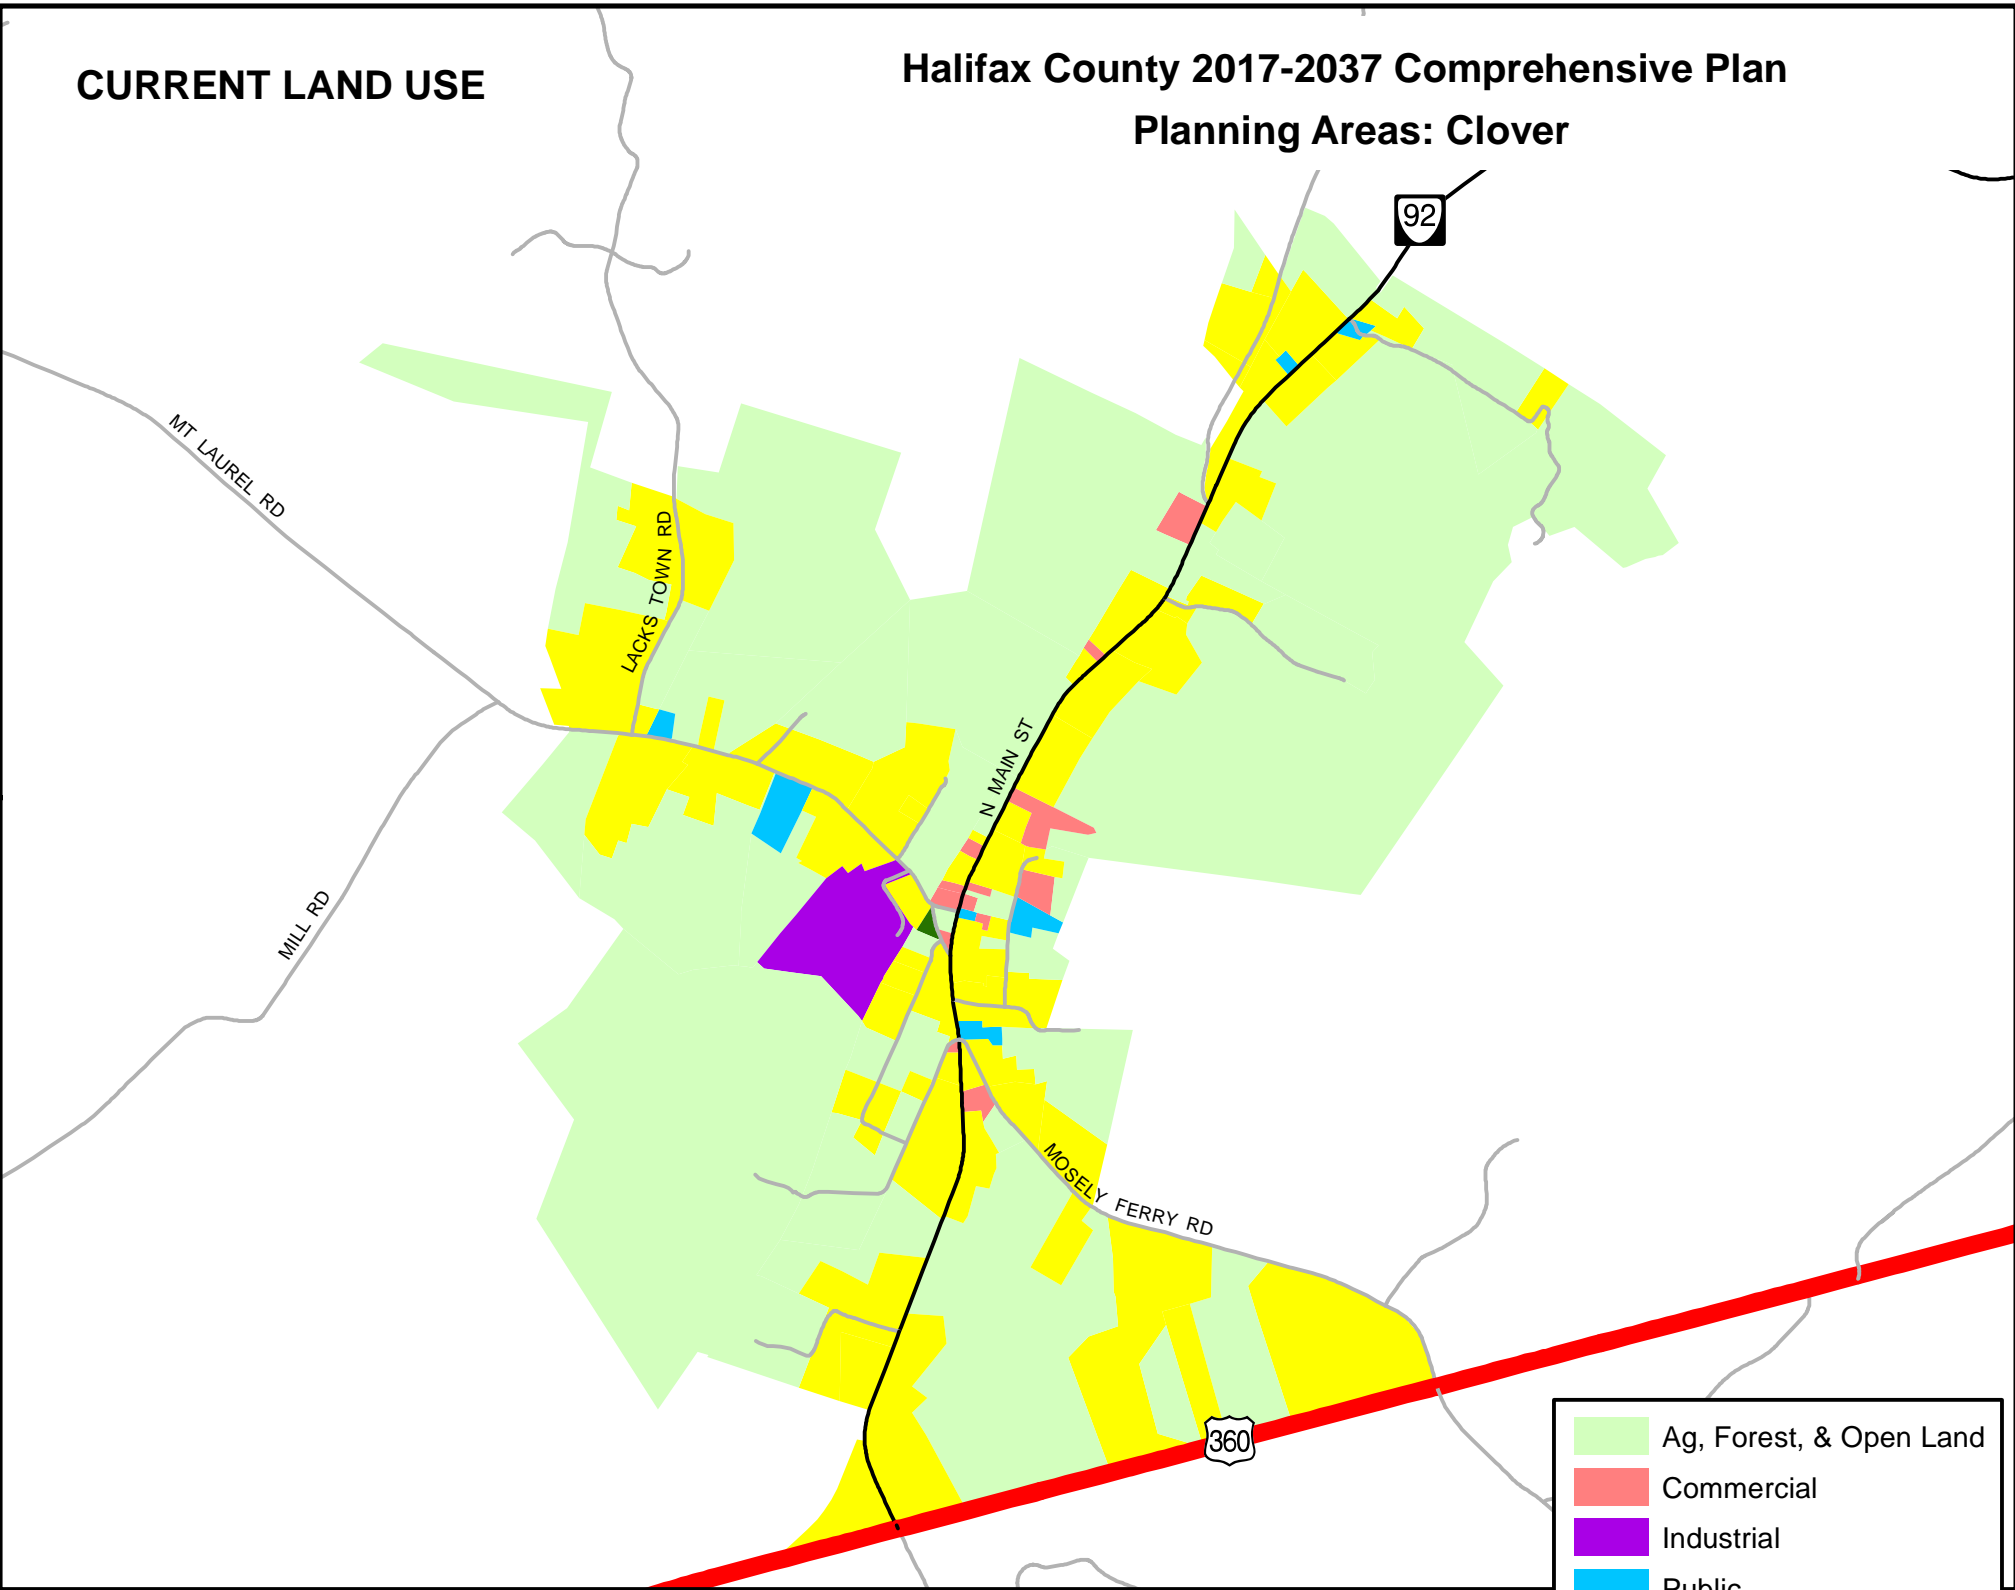 CURRENT LAND USE
Halifax County 2017-2037 Comprehensive Plan
Planning Areas: Clover
92
MT LAUREL RD
LACKS TOWN RD
N MAIN ST
MILL RD
MOSELY FERRY RD
360
Ag, Forest, & Open Land
Commercial
Industrial
Public